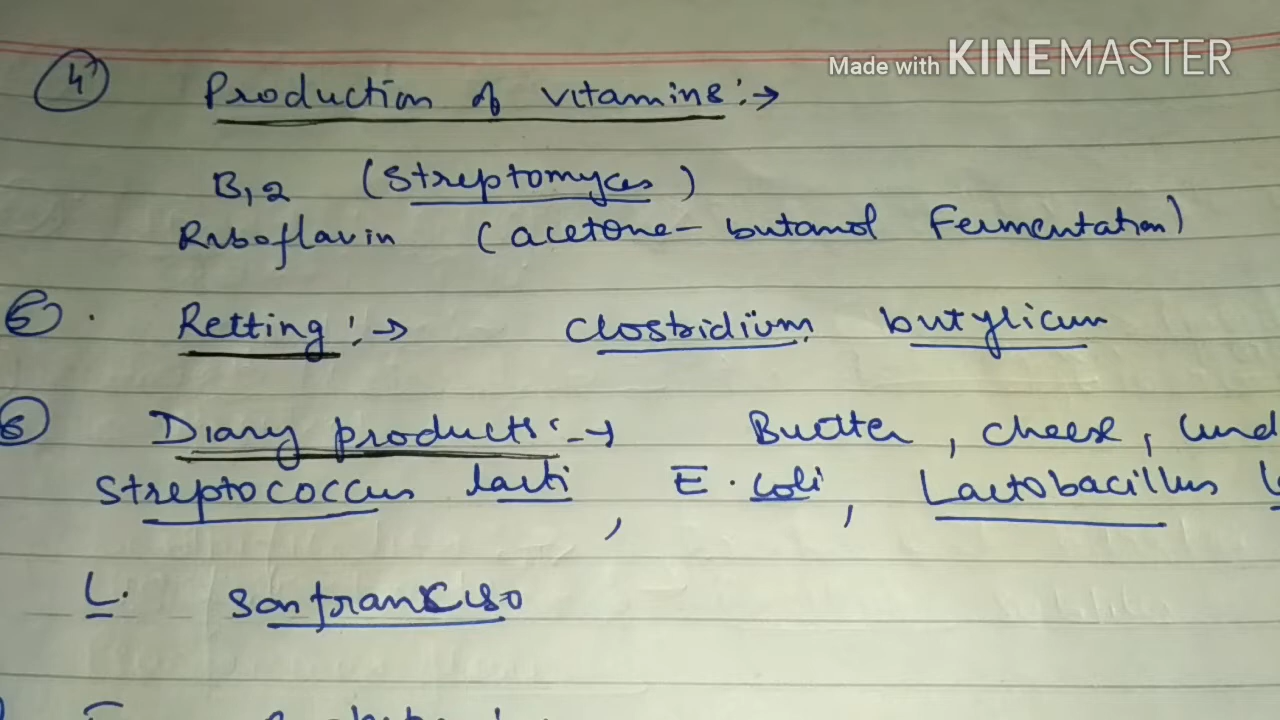 Made with KINEMASTER
4) Production of vitamins :→
B12 (Streptomyces)
Riboflavin (acetone-butanol Fermentation)
5. Retting :→ Clostridium butylicum
6 Diary products :→ Butter, cheese,
Streptococcus lacti, E. coli, Lactobacillus
L. sanfransciso